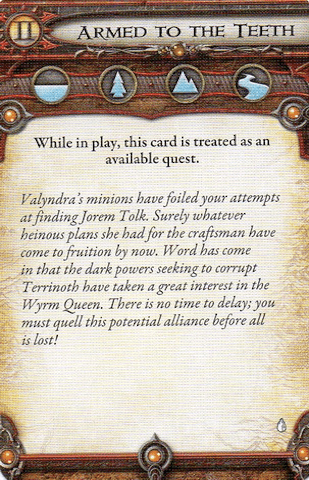 II
ARMED TO THE TEETH
While in play, this card is treated as an
available quest.
Valyndra's minions have foiled your attempts
at finding Jorem Tolk. Surely whatever
heinous plans she had for the craftsman have
come to fruition by now. Word has come
in that the dark powers seeking to corrupt
Terrinoth have taken a great interest in the
Wyrm Queen. There is no time to delay; you
must quell this potential alliance before all
is lost!